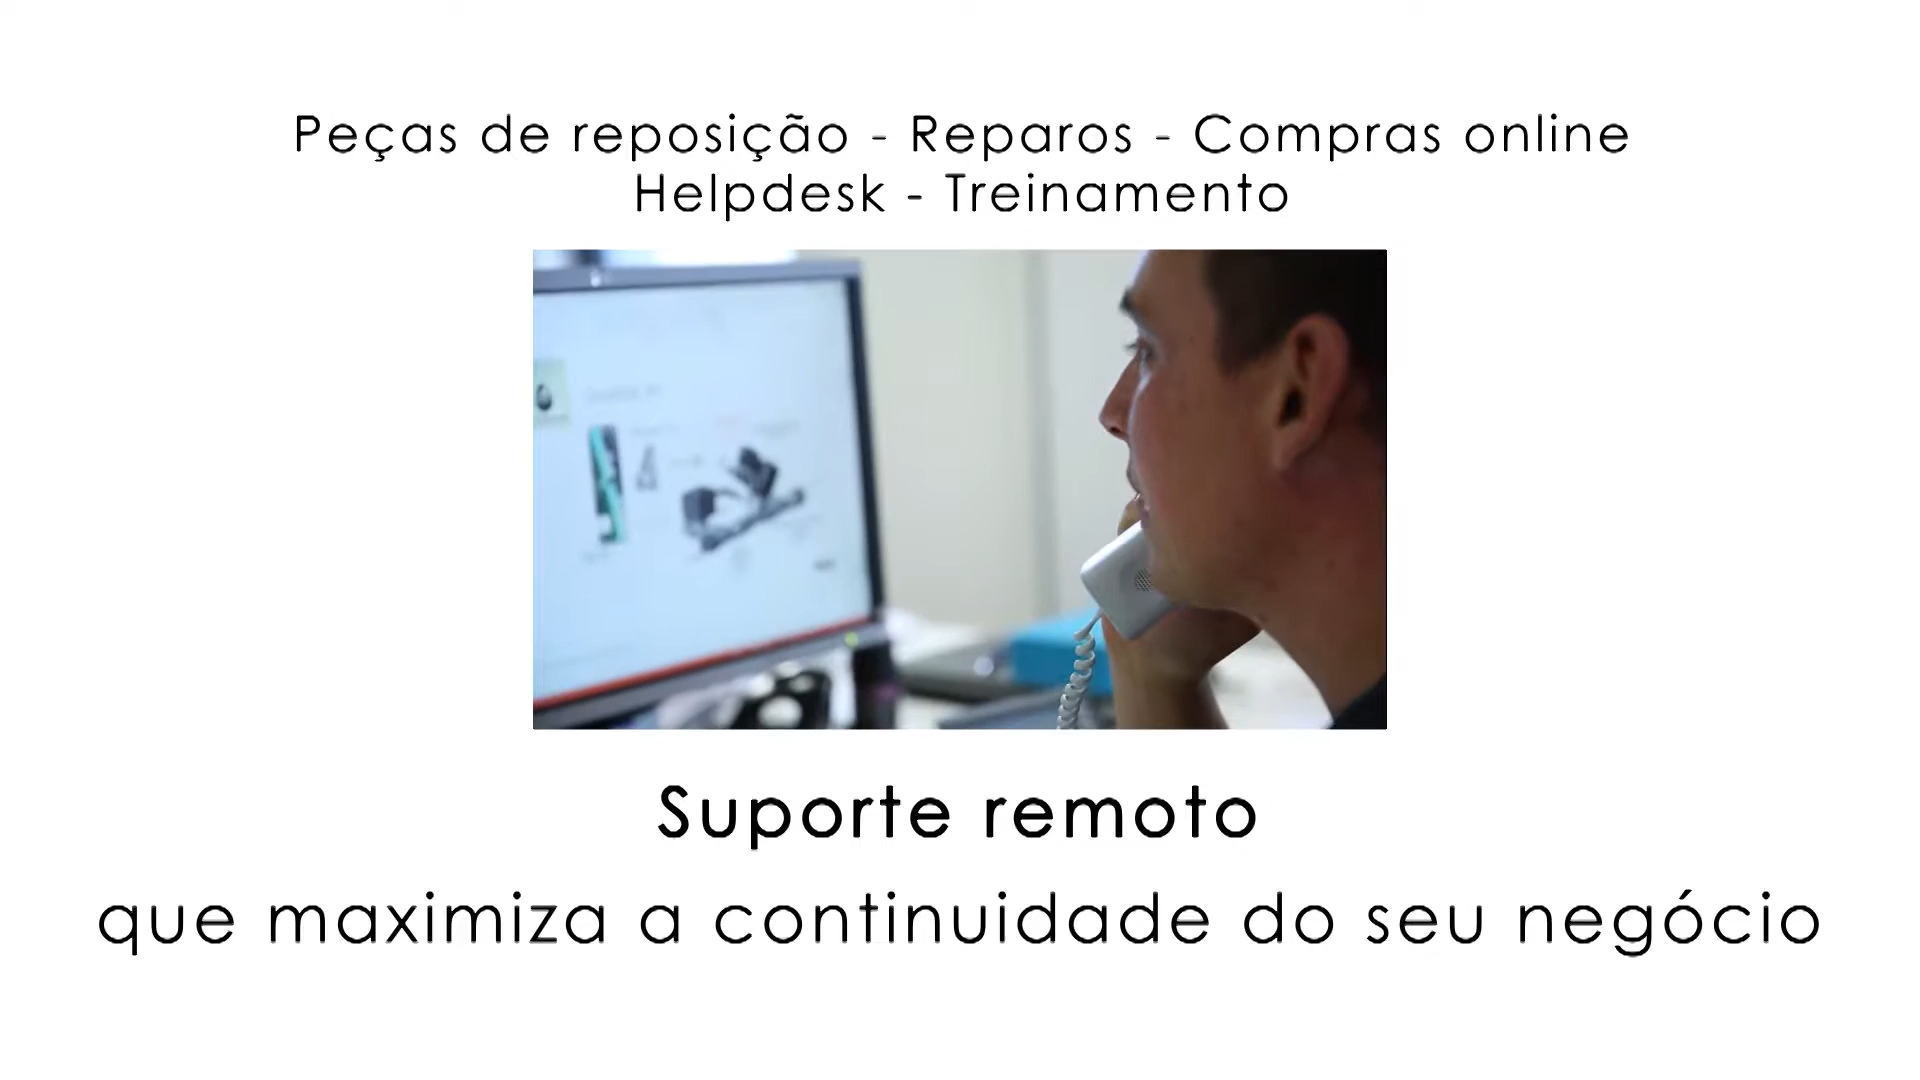 Peças de reposição - Reparos - Compras online
Helpdesk - Treinamento
Suporte remoto
que maximiza a continuidade do seu negócio